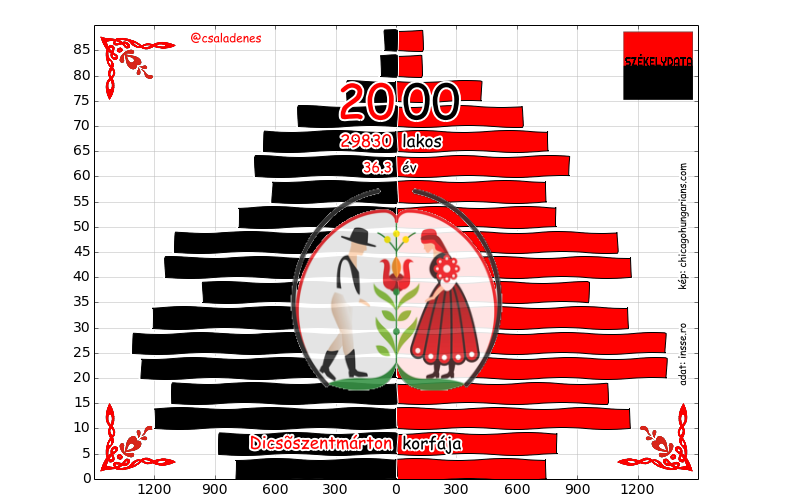 @csaladenes
SZÉKELYDATA
2000
29830 lakos
36.3 év
kép: chicagohungarians.com
adat: insse.ro
Dicsõszentmárton korfája
85
80
75
70
65
60
55
50
45
40
35
30
25
20
15
10
5
0
1200 900 600 300 0 300 600 900 1200